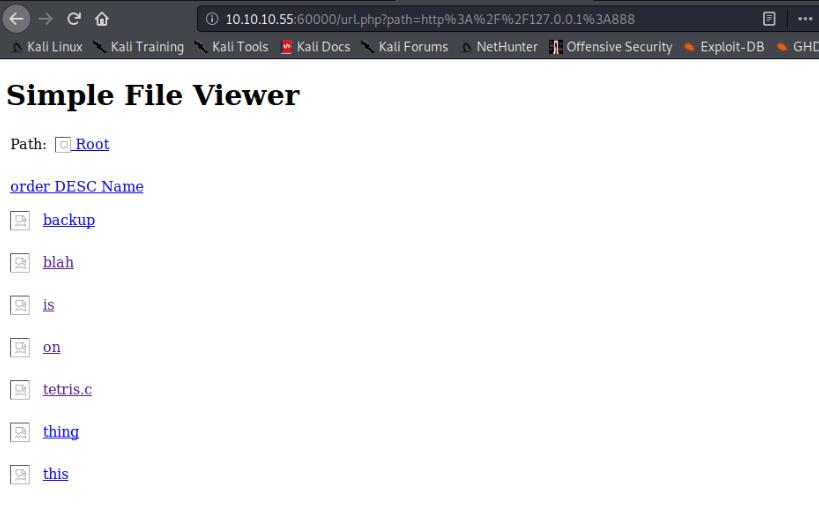 10.10.10.55:60000/url.php?path=http%3A%2F%2F127.0.0.1%3A888
Kali Linux Kali Training Kali Tools Kali Docs Kali Forums NetHunter Offensive Security Exploit-DB GHD
Simple File Viewer
Path: Root
order DESC Name
backup
blah
is
on
tetris.c
thing
this